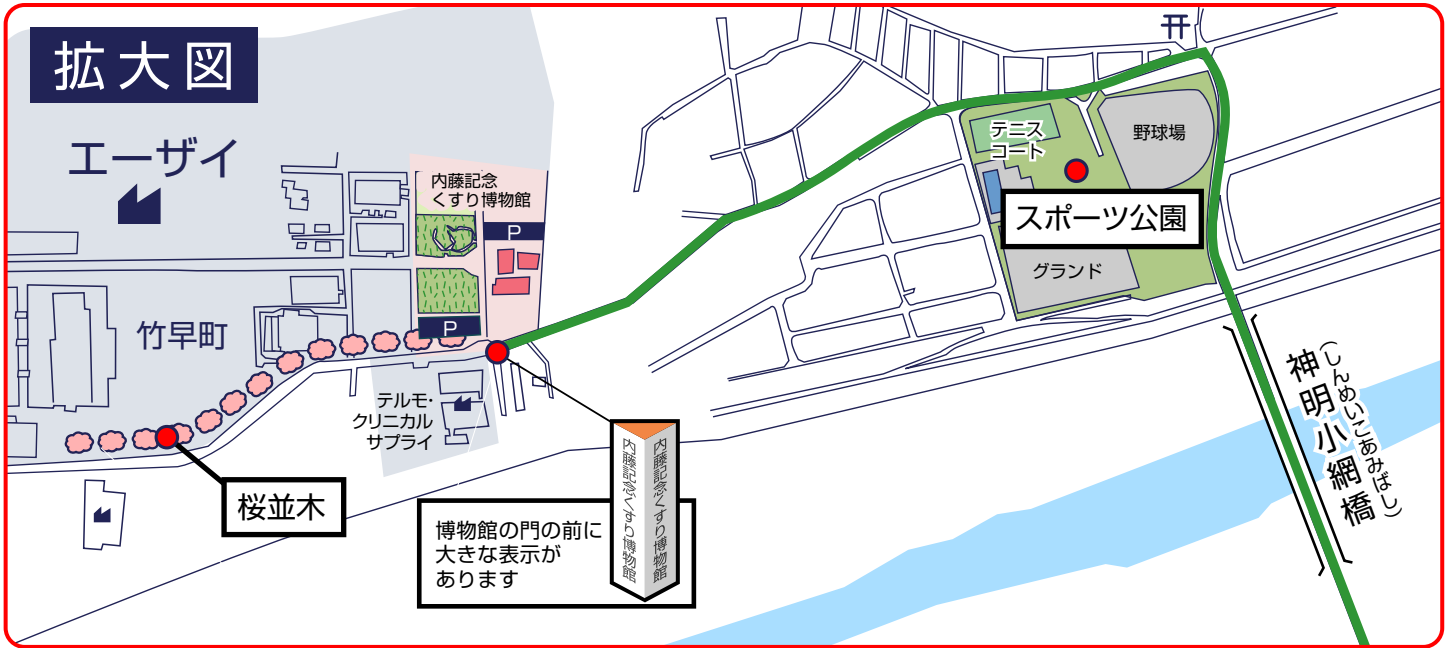 拡大図
エーザイ
内藤記念
くすり博物館
P
P
竹早町
テルモ・
クリニカル
サプライ
桜並木
博物館の門の前に
大きな表示が
あります
内藤記念くすり博物館
内藤記念くすり博物館
テニス
コート
野球場
スポーツ公園
グランド
神明小網橋
(しんめいこあみばし)